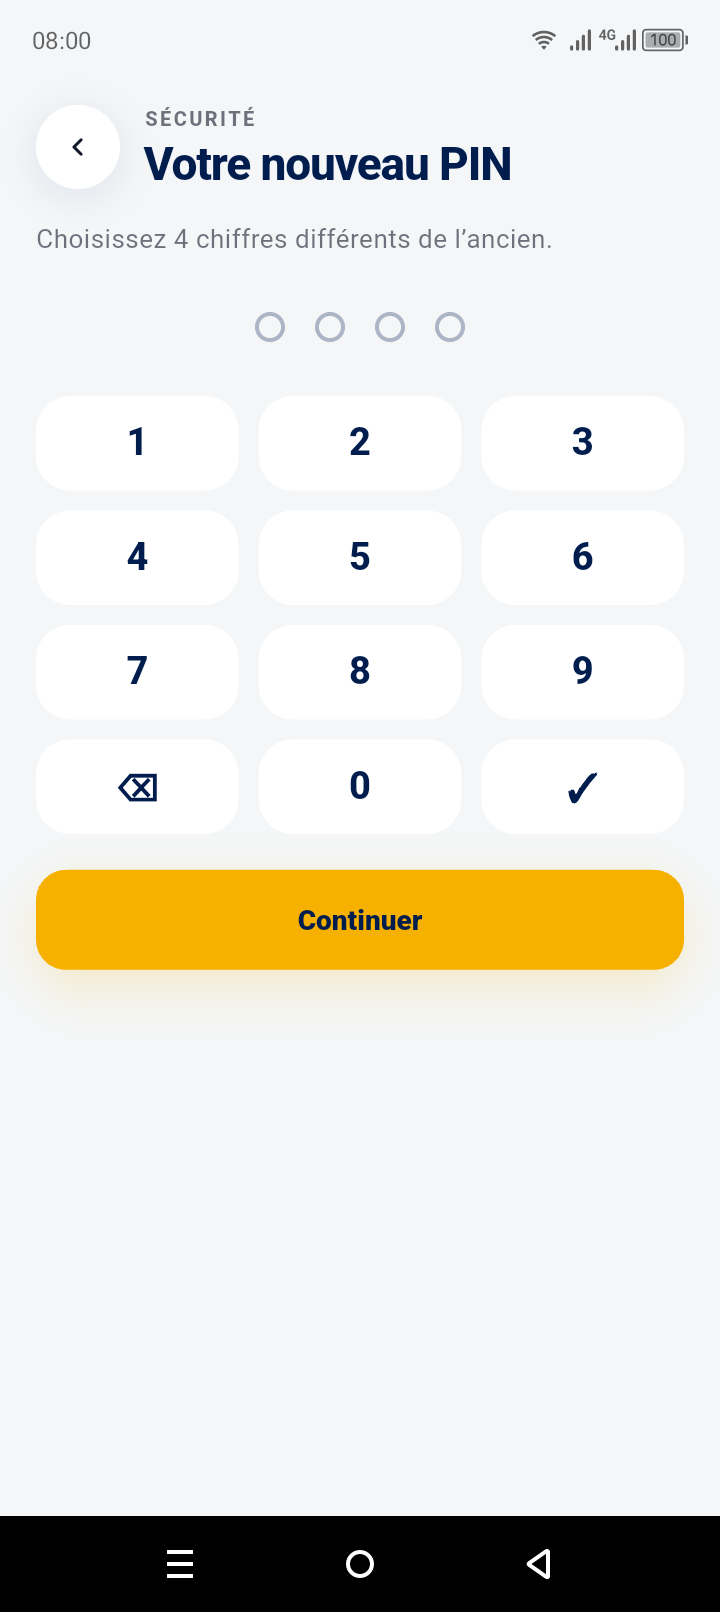 08:00
4G
100
SÉCURITÉ
Votre nouveau PIN
Choisissez 4 chiffres différents de l’ancien.
1 2 3
4 5 6
7 8 9
⌫ 0 ✓
Continuer